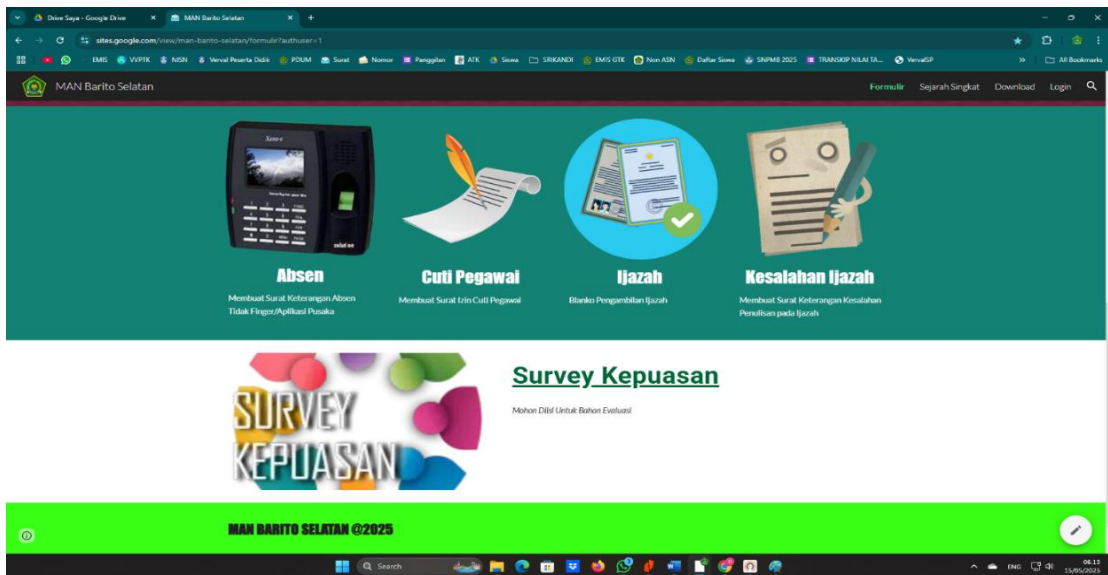 Drive Saya - Google Drive
MAN Barito Selatan
sites.google.com/view/man-barito-selatan/formulir?authuser=1
EMIS VVPTK NISN Verval Peserta Didik PDUM Surat Nomor Panggilan ATK Siswa SRIKANDI EMIS GTK Non ASN Daftar Siswa SNPMB 2025 TRANSKIP NILAI TA... VervalSP
All Bookmarks
MAN Barito Selatan
Formulir Sejarah Singkat Download Login
Absen
Membuat Surat Keterangan Absen
Tidak Finger/Aplikasi Pusaka
Cuti Pegawai
Membuat Surat Izin Cuti Pegawai
Ijazah
Blanko Pengambilan Ijazah
Kesalahan Ijazah
Membuat Surat Keterangan Kesalahan
Penulisan pada Ijazah
SURVEY
KEPUASAN
Survey Kepuasan
Mohon Diisi Untuk Bahan Evaluasi
MAN BARITO SELATAN @2025
Search
ENG
06.13
15/05/2025